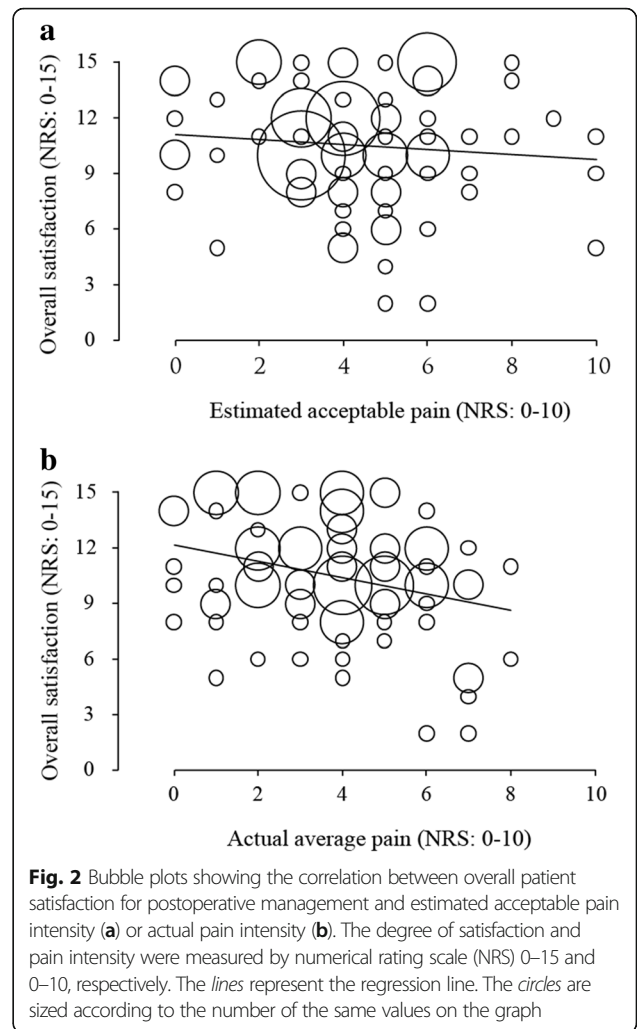 a
Overall satisfaction (NRS: 0-15)
15
12
9
6
3
0
0 2 4 6 8 10
Estimated acceptable pain (NRS: 0-10)
b
Overall satisfaction (NRS: 0-15)
15
12
9
6
3
0
0 2 4 6 8 10
Actual average pain (NRS: 0-10)
Fig. 2 Bubble plots showing the correlation between overall patient
satisfaction for postoperative management and estimated acceptable pain
intensity (a) or actual pain intensity (b). The degree of satisfaction and
pain intensity were measured by numerical rating scale (NRS) 0–15 and
0–10, respectively. The lines represent the regression line. The circles are
sized according to the number of the same values on the graph